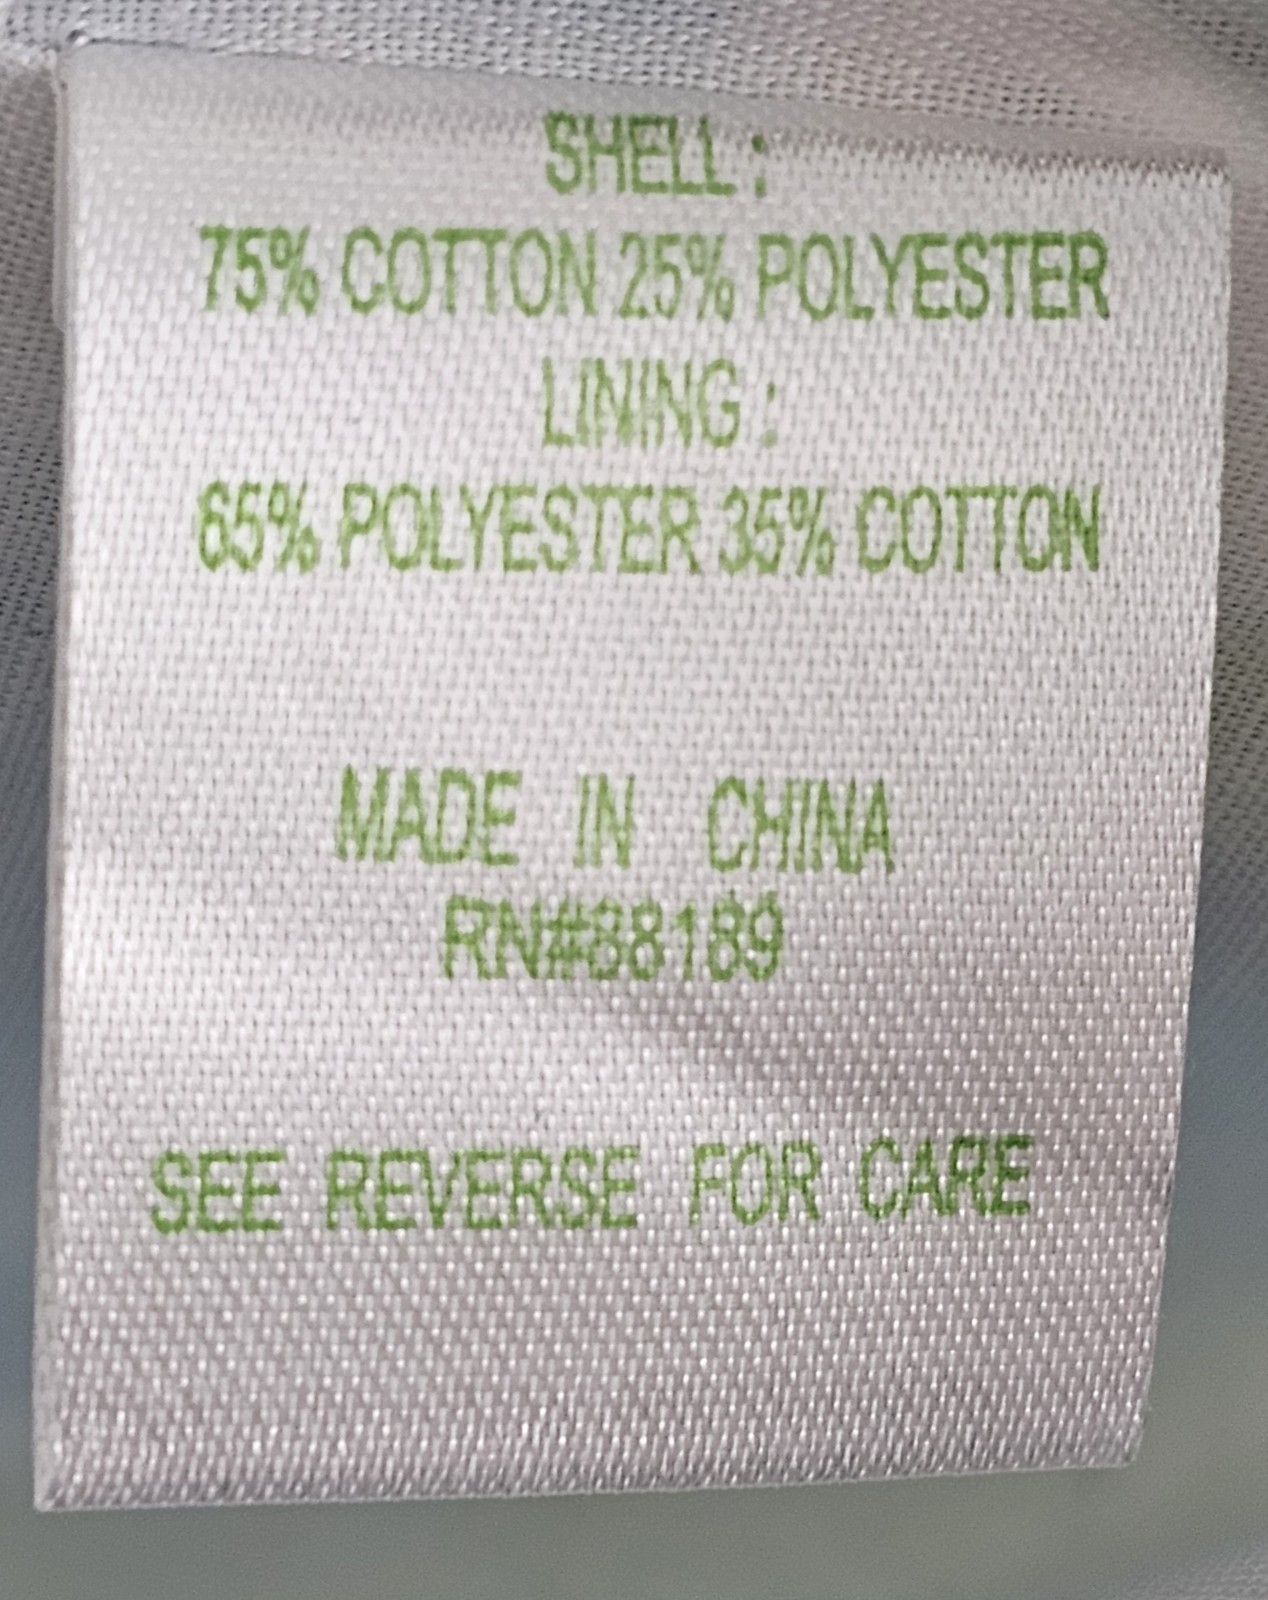 SHELL:
75% COTTON 25% POLYESTER
LINING:
65% POLYESTER 35% COTTON
MADE IN CHINA
RN#88189
SEE REVERSE FOR CARE